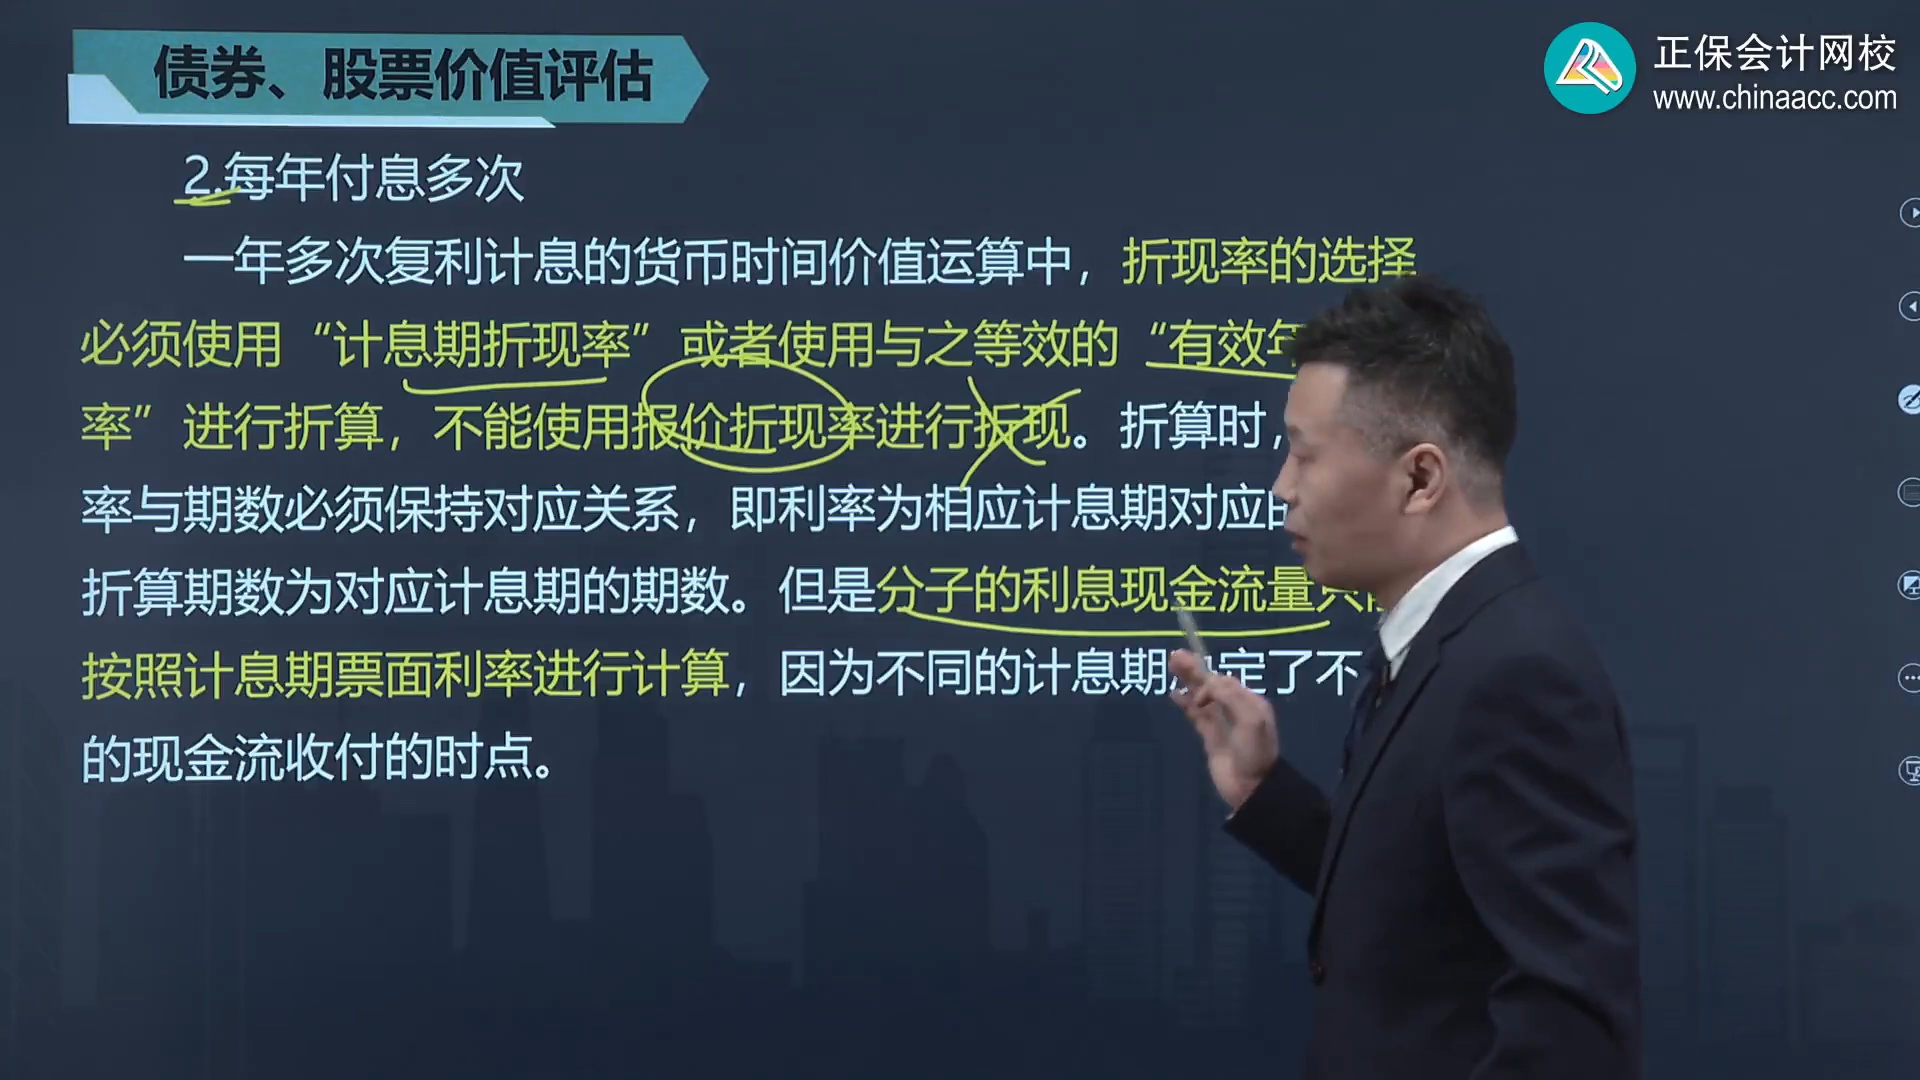 债券、股票价值评估
正保会计网校
www.chinaacc.com
2.每年付息多次
一年多次复利计息的货币时间价值运算中，折现率的选择
必须使用“计息期折现率”或者使用与之等效的“有效年
率”进行折算，不能使用报价折现率进行折现。折算时，
率与期数必须保持对应关系，即利率为相应计息期对应
折算期数为对应计息期的期数。但是分子的利息现金流量只
按照计息期票面利率进行计算，因为不同的计息期决定了不
的现金流收付的时点。